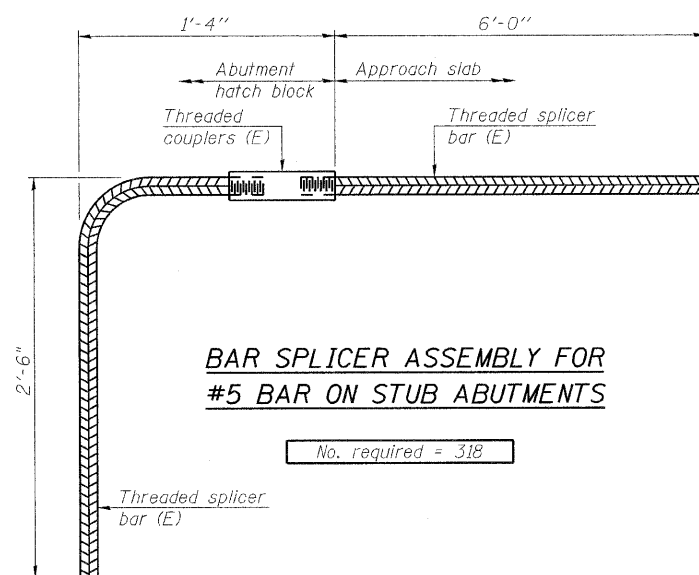 1'-4"
6'-0"
Abutment
hatch block
Approach slab
Threaded
couplers (E)
Threaded splicer
bar (E)
2'-6"
BAR SPLICER ASSEMBLY FOR
#5 BAR ON STUB ABUTMENTS
No. required = 318
Threaded splicer
bar (E)